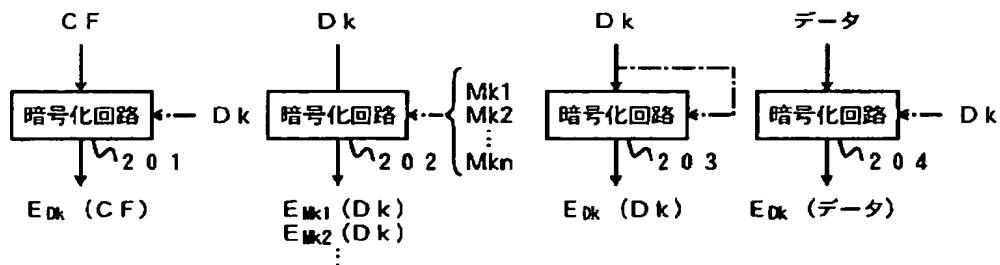 CF
Dk
Dk
データ
暗号化回路
Dk
暗号化回路
Mk1
Mk2
⋮
Mkn
暗号化回路
暗号化回路
Dk
201
202
203
204
EDk (CF)
EMk1 (Dk)
EMk2 (Dk)
⋮
EDk (Dk)
EDk (データ)